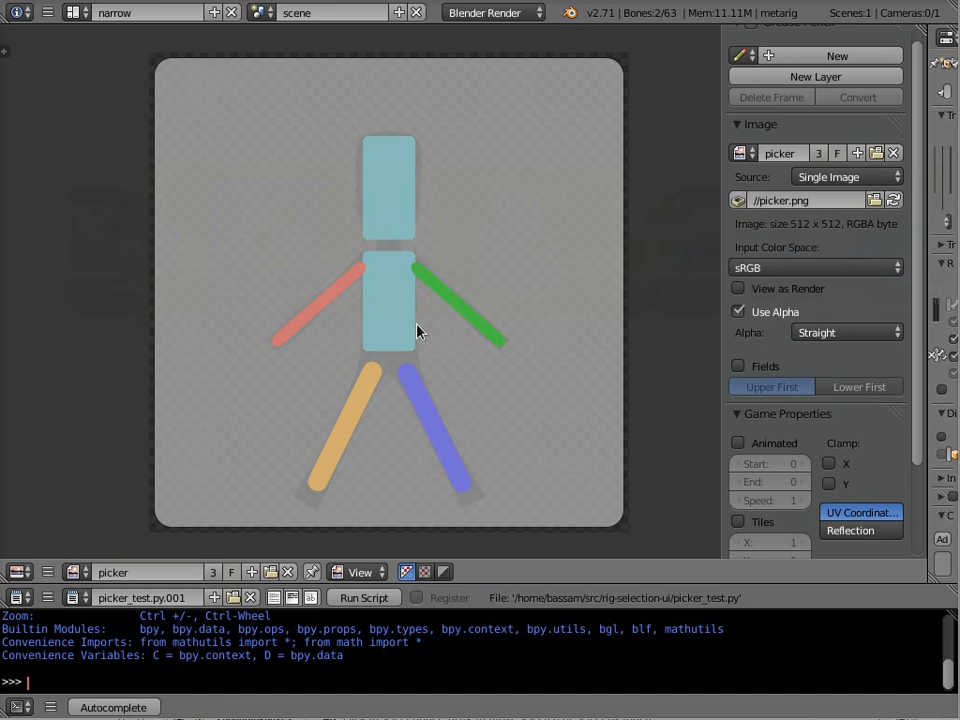 narrow
scene
Blender Render
v2.71 | Bones:2/63 | Mem:11.11M | metarig
Scenes:1 | Cameras:0/1
New
New Layer
Delete Frame
Convert
Image
picker
3
F
Source:
Single Image
//picker.png
Image: size 512 x 512, RGBA byte
Input Color Space:
sRGB
View as Render
Use Alpha
Alpha:
Straight
Fields
Upper First
Lower First
Game Properties
Animated
Clamp:
Start: 0
X
End: 0
Y
Speed: 1
UV Coordinat...
Tiles
Reflection
X: 1
Tr
Tr
R
Di
In
C
Ad
picker
3
F
View
picker_test.py.001
Run Script
Register
File: '/home/bassam/src/rig-selection-ui/picker_test.py'
Zoom: Ctrl +/-, Ctrl-Wheel
Builtin Modules: bpy, bpy.data, bpy.ops, bpy.props, bpy.types, bpy.context, bpy.utils, bgl, blf, mathutils
Convenience Imports: from mathutils import *; from math import *
Convenience Variables: C = bpy.context, D = bpy.data
>>>
Autocomplete